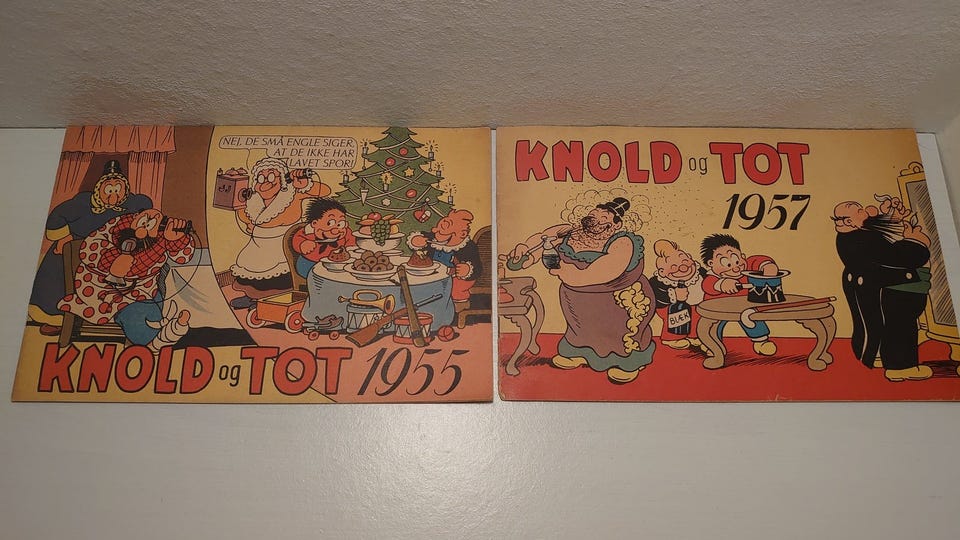 NEJ, DE SMÅ ENGLE SIGER,
AT DE IKKE HAR
LAVET SPOR!
KNOLD og TOT 1955
KNOLD og TOT
1957
BLÆK